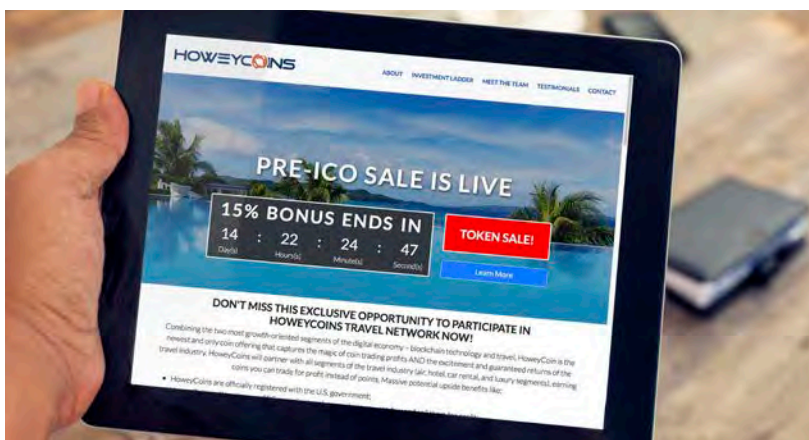 HOWEYCOINS
ABOUT INVESTMENT LADDER MEET THE TEAM TESTIMONIALS CONTACT
PRE-ICO SALE IS LIVE
15% BONUS ENDS IN
14 : 22 : 24 : 47
Day(s) Hours(s) Minute(s) Second(s)
TOKEN SALE!
Learn More
DON'T MISS THIS EXCLUSIVE OPPORTUNITY TO PARTICIPATE IN
HOWEYCOINS TRAVEL NETWORK NOW!
Combining the two most growth-oriented segments of the digital economy – blockchain technology and travel, HoweyCoin is the
newest and only coin offering that captures the magic of coin trading profits AND the excitement and guaranteed returns of the
travel industry. HoweyCoins will partner with all segments of the travel industry (air, hotel, car rental, and luxury segments), earning
coins you can trade for profit instead of points. Massive potential upside benefits like:
• HoweyCoins are officially registered with the U.S. government;